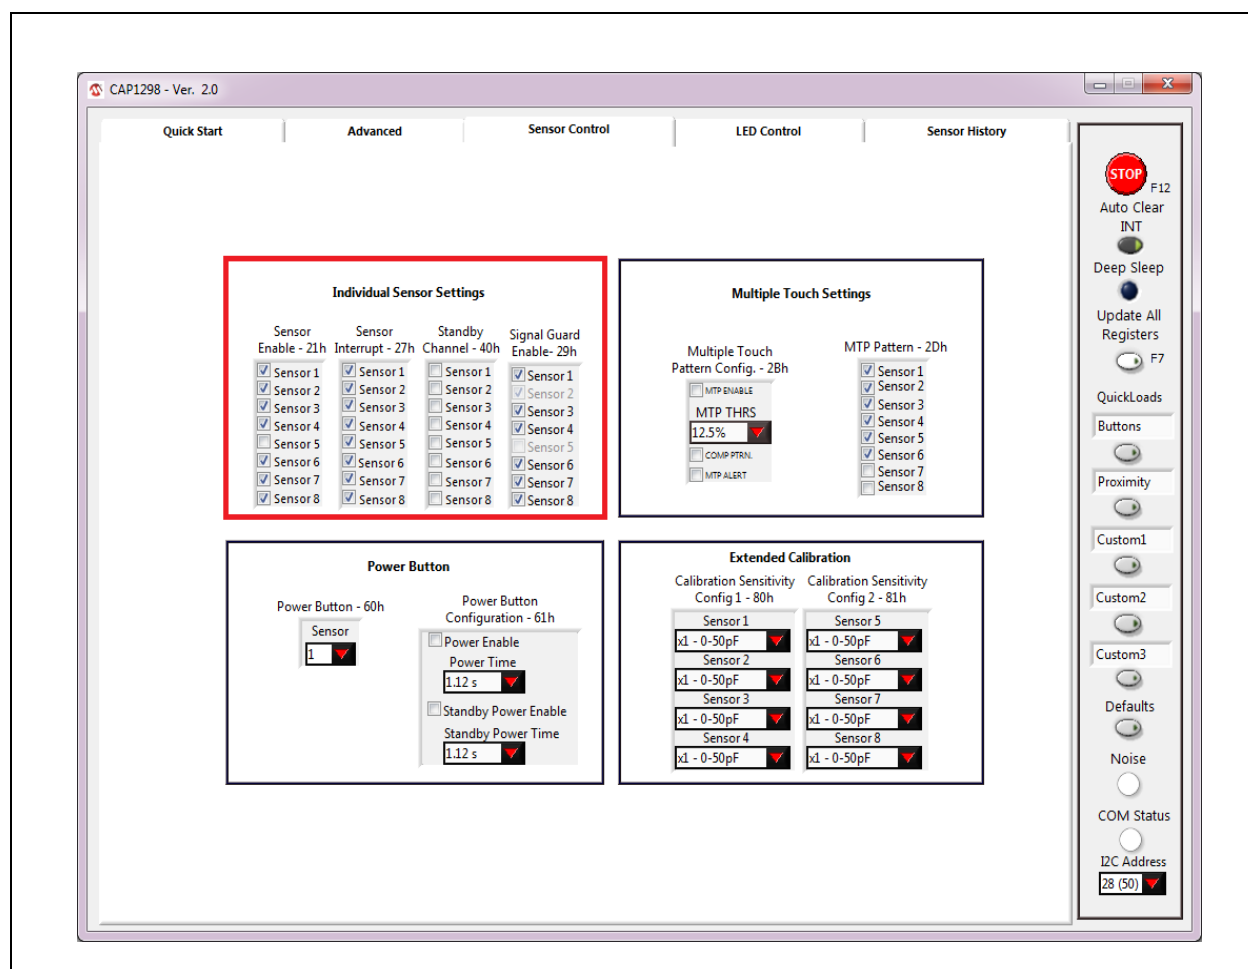 CAP1298 - Ver. 2.0
Quick Start
Advanced
Sensor Control
LED Control
Sensor History
Individual Sensor Settings
Sensor
Enable - 21h
Sensor 1
Sensor 2
Sensor 3
Sensor 4
Sensor 5
Sensor 6
Sensor 7
Sensor 8
Sensor
Interrupt - 27h
Sensor 1
Sensor 2
Sensor 3
Sensor 4
Sensor 5
Sensor 6
Sensor 7
Sensor 8
Standby
Channel - 40h
Sensor 1
Sensor 2
Sensor 3
Sensor 4
Sensor 5
Sensor 6
Sensor 7
Sensor 8
Signal Guard
Enable- 29h
Sensor 1
Sensor 2
Sensor 3
Sensor 4
Sensor 5
Sensor 6
Sensor 7
Sensor 8
Multiple Touch Settings
Multiple Touch
Pattern Config. - 2Bh
MTP ENABLE
MTP THRS
12.5%
COMP PTRN.
MTP ALERT
MTP Pattern - 2Dh
Sensor 1
Sensor 2
Sensor 3
Sensor 4
Sensor 5
Sensor 6
Sensor 7
Sensor 8
Power Button
Power Button - 60h
Sensor
1
Power Button
Configuration - 61h
Power Enable
Power Time
1.12 s
Standby Power Enable
Standby Power Time
1.12 s
Extended Calibration
Calibration Sensitivity
Config 1 - 80h
Sensor 1
x1 - 0-50pF
Sensor 2
x1 - 0-50pF
Sensor 3
x1 - 0-50pF
Sensor 4
x1 - 0-50pF
Calibration Sensitivity
Config 2 - 81h
Sensor 5
x1 - 0-50pF
Sensor 6
x1 - 0-50pF
Sensor 7
x1 - 0-50pF
Sensor 8
x1 - 0-50pF
STOP
F12
Auto Clear
INT
Deep Sleep
Update All
Registers
F7
QuickLoads
Buttons
Proximity
Custom1
Custom2
Custom3
Defaults
Noise
COM Status
I2C Address
28 (50)